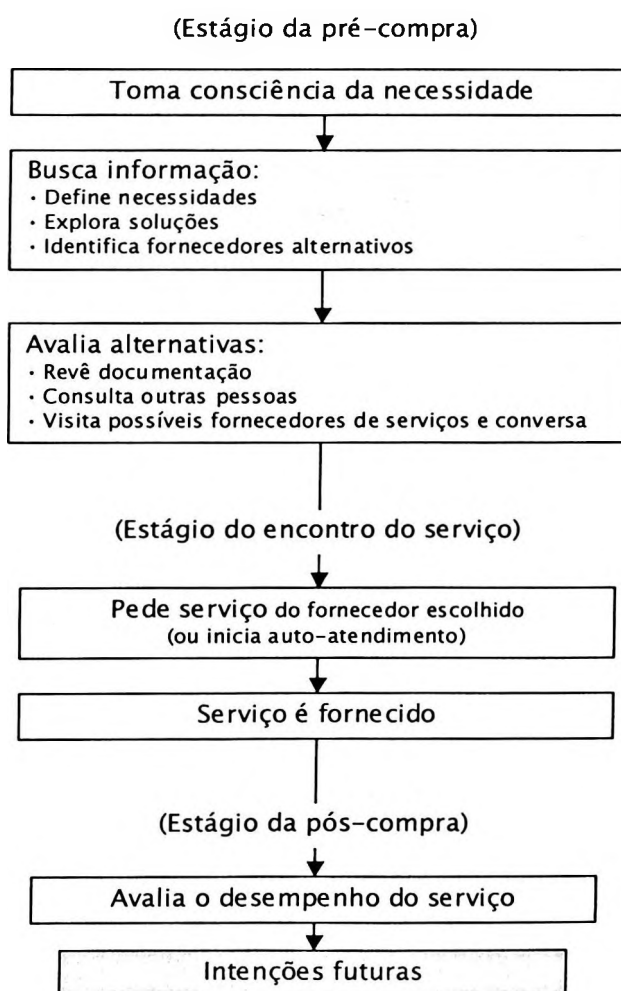 (Estágio da pré-compra)
Toma consciência da necessidade
Busca informação:
· Define necessidades
· Explora soluções
· Identifica fornecedores alternativos
Avalia alternativas:
· Revê documentação
· Consulta outras pessoas
· Visita possíveis fornecedores de serviços e conversa
(Estágio do encontro do serviço)
Pede serviço do fornecedor escolhido
(ou inicia auto-atendimento)
Serviço é fornecido
(Estágio da pós-compra)
Avalia o desempenho do serviço
Intenções futuras